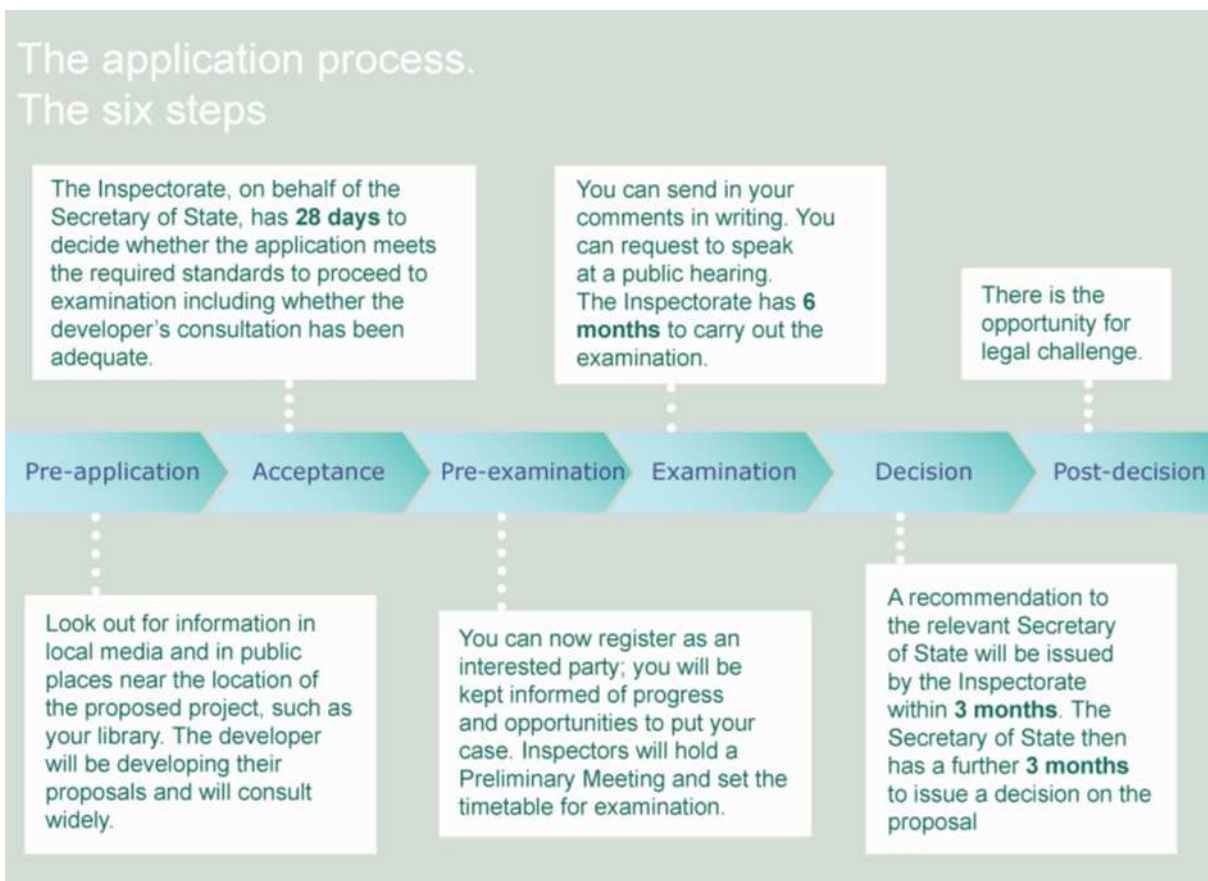 The application process.
The six steps
The Inspectorate, on behalf of the
Secretary of State, has 28 days to
decide whether the application meets
the required standards to proceed to
examination including whether the
developer's consultation has been
adequate.
You can send in your
comments in writing. You
can request to speak
at a public hearing.
The Inspectorate has 6
months to carry out the
examination.
There is the
opportunity for
legal challenge.
Pre-application
Acceptance
Pre-examination
Examination
Decision
Post-decision
Look out for information in
local media and in public
places near the location of
the proposed project, such as
your library. The developer
will be developing their
proposals and will consult
widely.
You can now register as an
interested party; you will be
kept informed of progress
and opportunities to put your
case. Inspectors will hold a
Preliminary Meeting and set the
timetable for examination.
A recommendation to
the relevant Secretary
of State will be issued
by the Inspectorate
within 3 months. The
Secretary of State then
has a further 3 months
to issue a decision on the
proposal